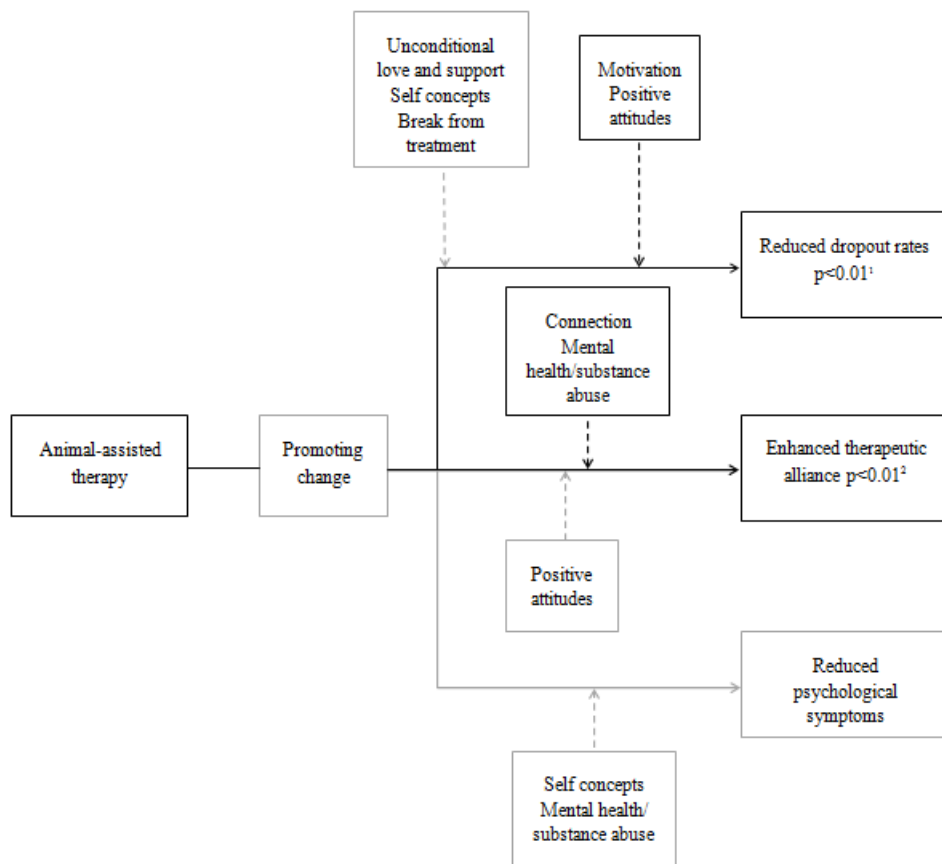 Unconditional
love and support
Self concepts
Break from
treatment
Motivation
Positive
attitudes
Reduced dropout rates
p<0.01¹
Connection
Mental
health/substance
abuse
Animal-assisted
therapy
Promoting
change
Enhanced therapeutic
alliance p<0.01²
Positive
attitudes
Reduced
psychological
symptoms
Self concepts
Mental health/
substance abuse